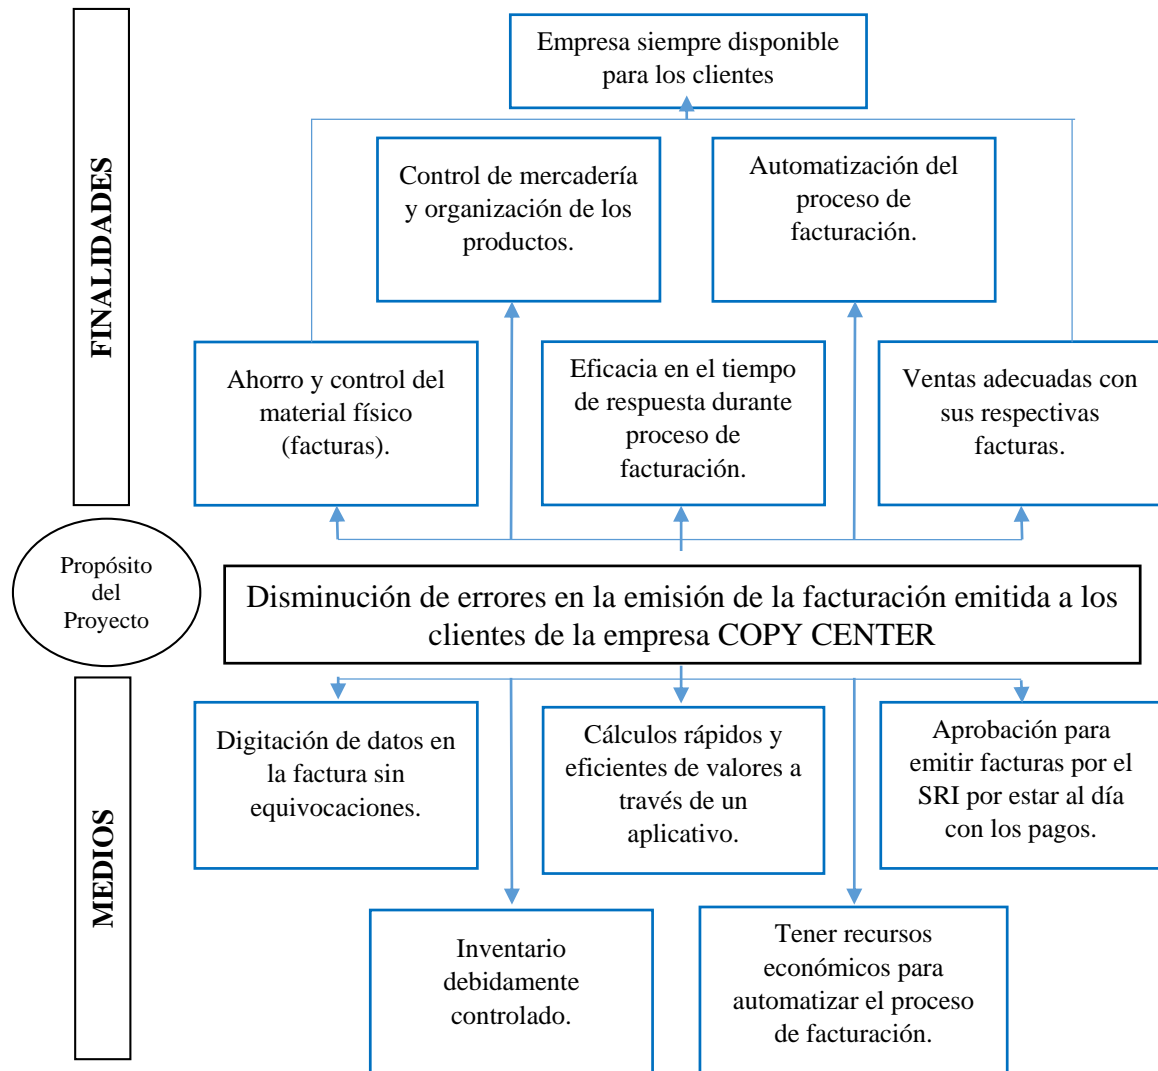 FINALIDADES
Empresa siempre disponible
para los clientes
Control de mercadería
y organización de los
productos.
Automatización del
proceso de
facturación.
Ahorro y control del
material físico
(facturas).
Eficacia en el tiempo
de respuesta durante
proceso de
facturación.
Ventas adecuadas con
sus respectivas
facturas.
Propósito
del
Proyecto
Disminución de errores en la emisión de la facturación emitida a los
clientes de la empresa COPY CENTER
MEDIOS
Digitación de datos en
la factura sin
equivocaciones.
Cálculos rápidos y
eficientes de valores a
través de un
aplicativo.
Aprobación para
emitir facturas por el
SRI por estar al día
con los pagos.
Inventario
debidamente
controlado.
Tener recursos
económicos para
automatizar el proceso
de facturación.